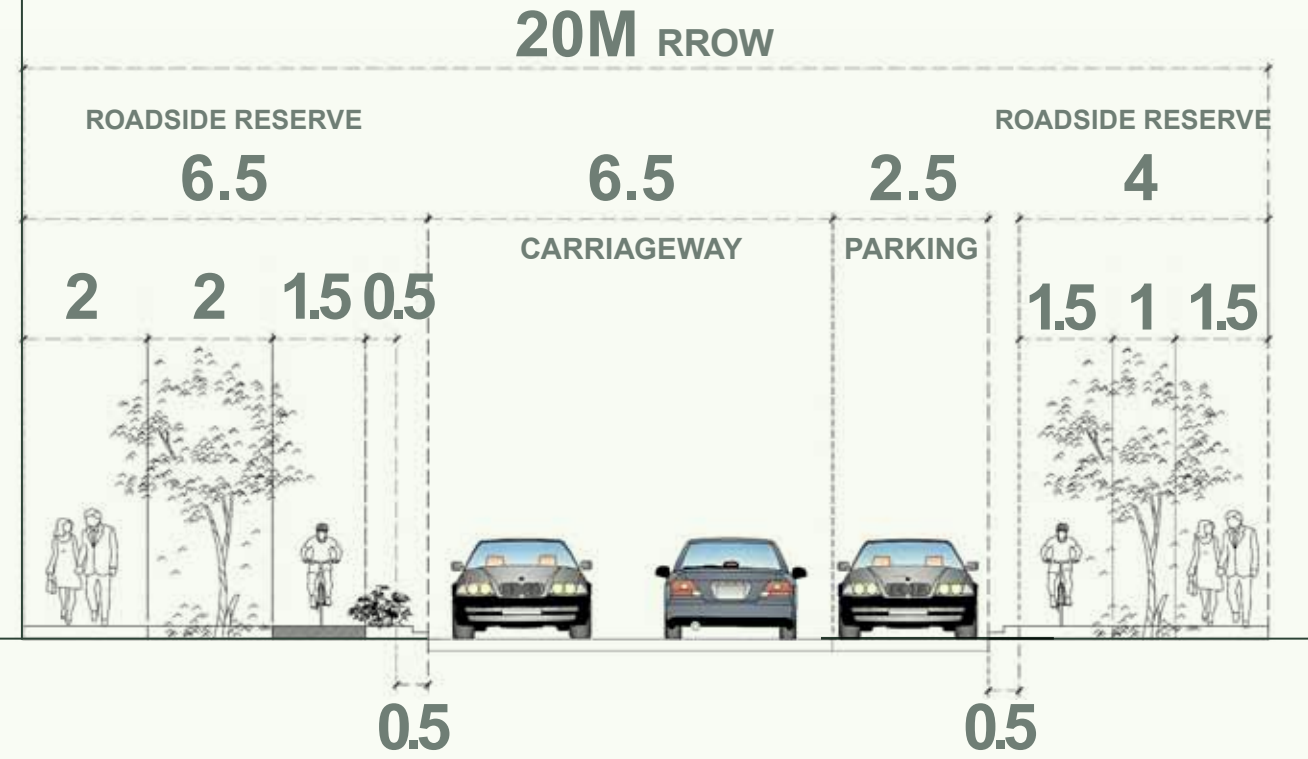 20M RROW
ROADSIDE RESERVE ROADSIDE RESERVE
6.5 6.5 2.5 4
CARRIAGEWAY PARKING
2 2 1.5 0.5 1.5 1 1.5
0.5 0.5